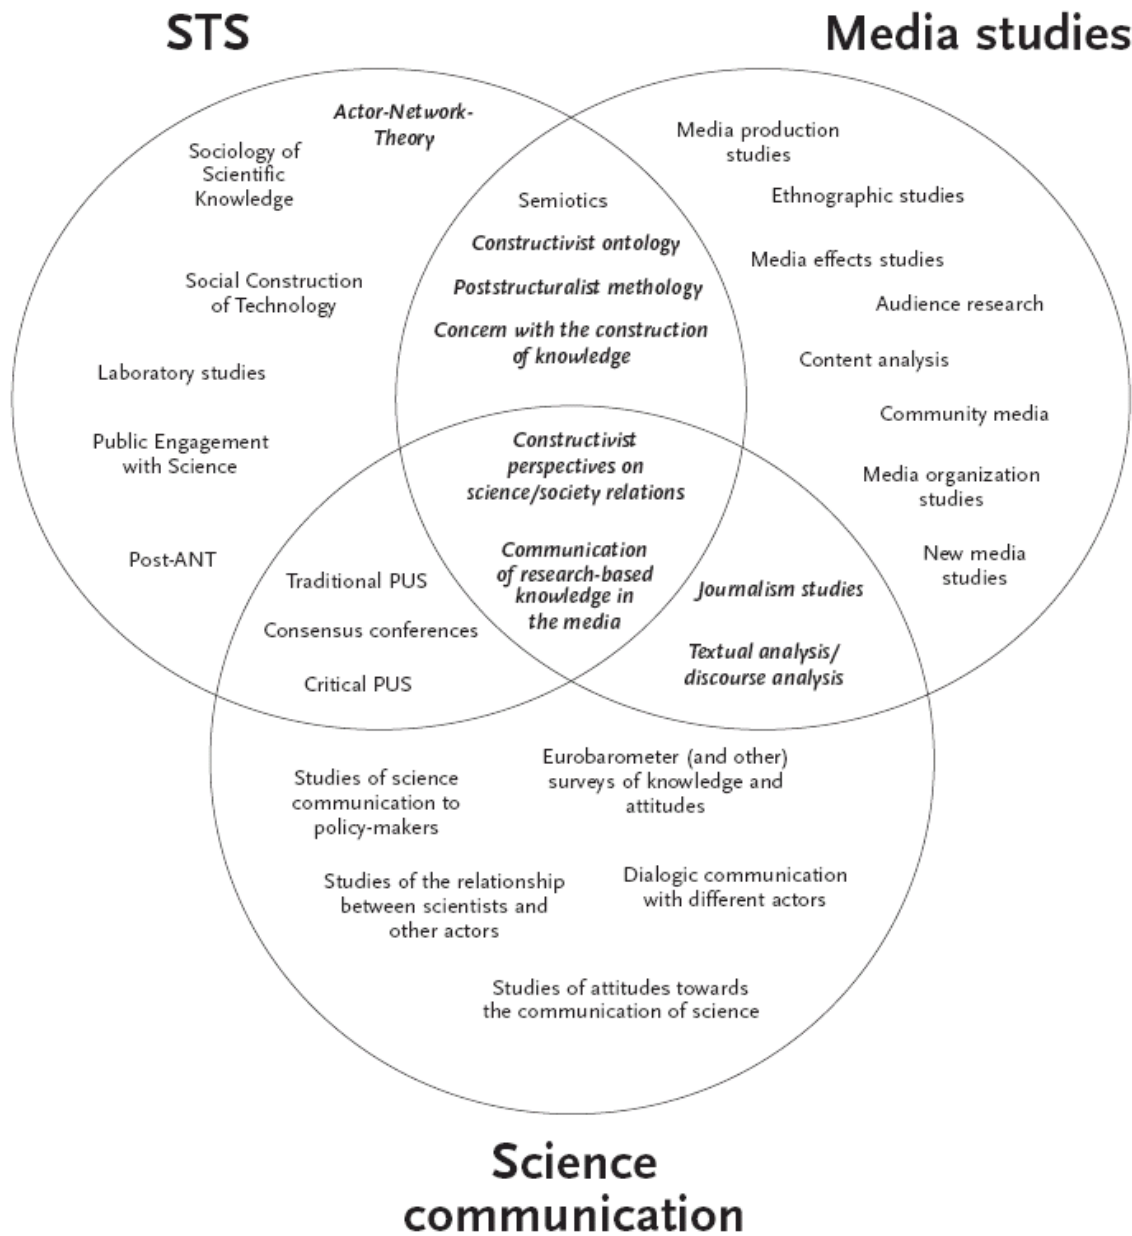 STS
Media studies
Actor-Network-
Theory
Sociology of
Scientific
Knowledge
Social Construction
of Technology
Laboratory studies
Public Engagement
with Science
Post-ANT
Semiotics
Constructivist ontology
Poststructuralist methology
Concern with the construction
of knowledge
Media production
studies
Ethnographic studies
Media effects studies
Audience research
Content analysis
Community media
Media organization
studies
New media
studies
Constructivist
perspectives on
science/society relations
Communication
of research-based
knowledge in
the media
Traditional PUS
Consensus conferences
Critical PUS
Journalism studies
Textual analysis/
discourse analysis
Studies of science
communication to
policy-makers
Eurobarometer (and other)
surveys of knowledge and
attitudes
Studies of the relationship
between scientists and
other actors
Dialogic communication
with different actors
Studies of attitudes towards
the communication of science
Science
communication